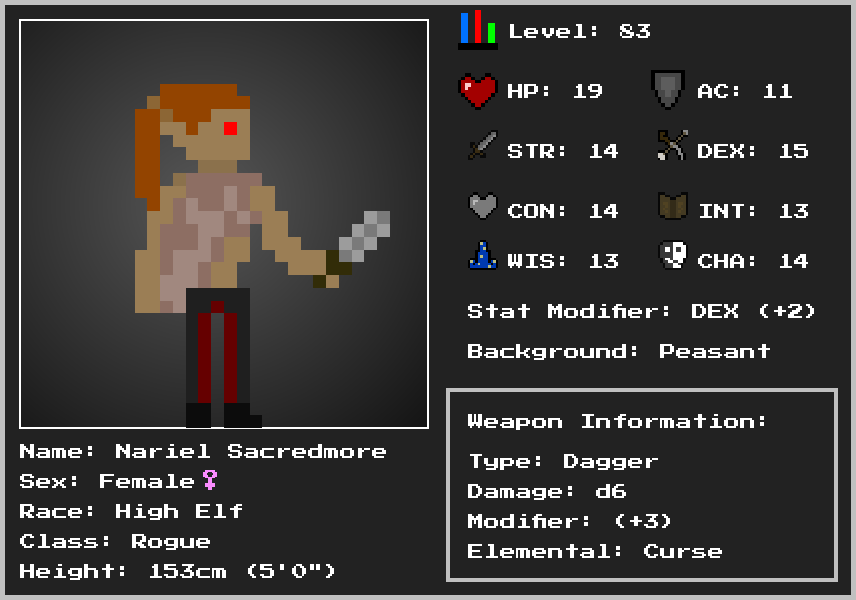 Level: 83
HP: 19 AC: 11
STR: 14 DEX: 15
CON: 14 INT: 13
WIS: 13 CHA: 14
Stat Modifier: DEX (+2)
Background: Peasant
Weapon Information:
Type: Dagger
Damage: d6
Modifier: (+3)
Elemental: Curse
Name: Nariel Sacredmore
Sex: Female♀
Race: High Elf
Class: Rogue
Height: 153cm (5'0")